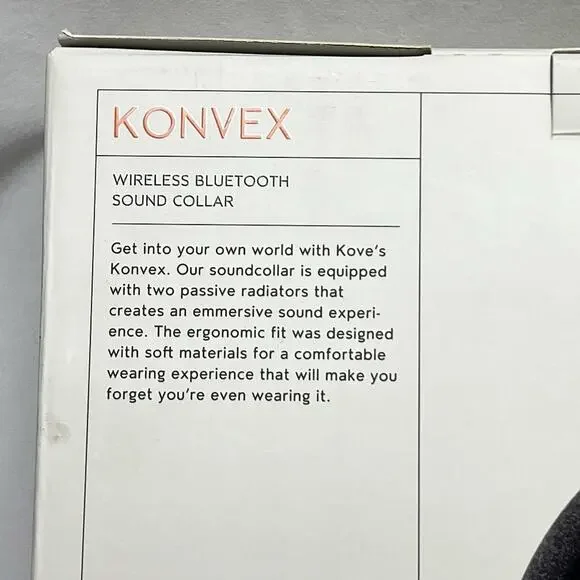 KONVEX
WIRELESS BLUETOOTH
SOUND COLLAR
Get into your own world with Kove's
Konvex. Our soundcollar is equipped
with two passive radiators that
creates an emmersive sound experi-
ence. The ergonomic fit was designed
with soft materials for a comfortable
wearing experience that will make you
forget you're even wearing it.